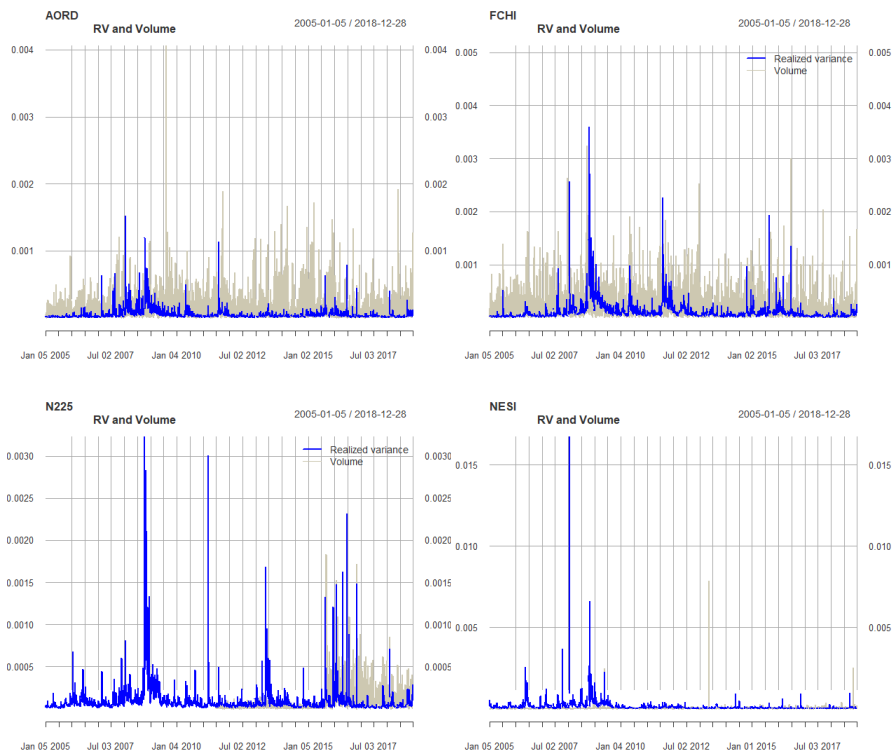 AORD
RV and Volume 2005-01-05 / 2018-12-28
0.004 0.004
0.003 0.003
0.002 0.002
0.001 0.001
Jan 05 2005 Jul 02 2007 Jan 04 2010 Jul 02 2012 Jan 02 2015 Jul 03 2017
FCHI
RV and Volume 2005-01-05 / 2018-12-28
Realized variance
Volume
0.005 0.005
0.004 0.004
0.003 0.003
0.002 0.002
0.001 0.001
Jan 05 2005 Jul 02 2007 Jan 04 2010 Jul 02 2012 Jan 02 2015 Jul 03 2017
N225
RV and Volume 2005-01-05 / 2018-12-28
Realized variance
Volume
0.0030 0.0030
0.0025 0.0025
0.0020 0.0020
0.0015 0.0015
0.0010 0.0010
0.0005 0.0005
Jan 05 2005 Jul 03 2007 Jan 04 2010 Jul 02 2012 Jan 05 2015 Jul 03 2017
NESI
RV and Volume 2005-01-05 / 2018-12-28
0.015 0.015
0.010 0.010
0.005 0.005
Jan 05 2005 Jul 02 2007 Jan 04 2010 Jul 02 2012 Jan 01 2015 Jul 03 2017